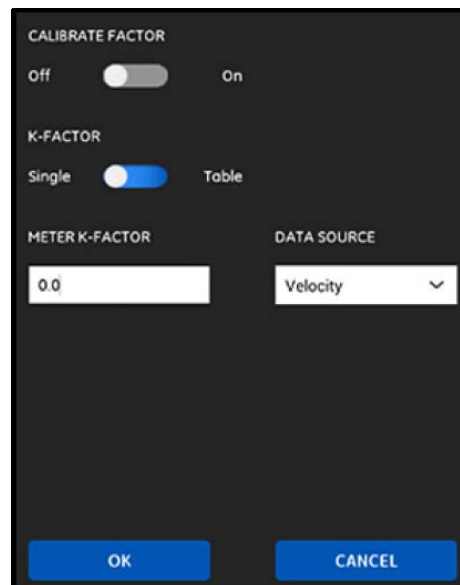 CALIBRATE FACTOR
Off On
K-FACTOR
Single Table
METER K-FACTOR DATA SOURCE
0.0 Velocity
OK CANCEL